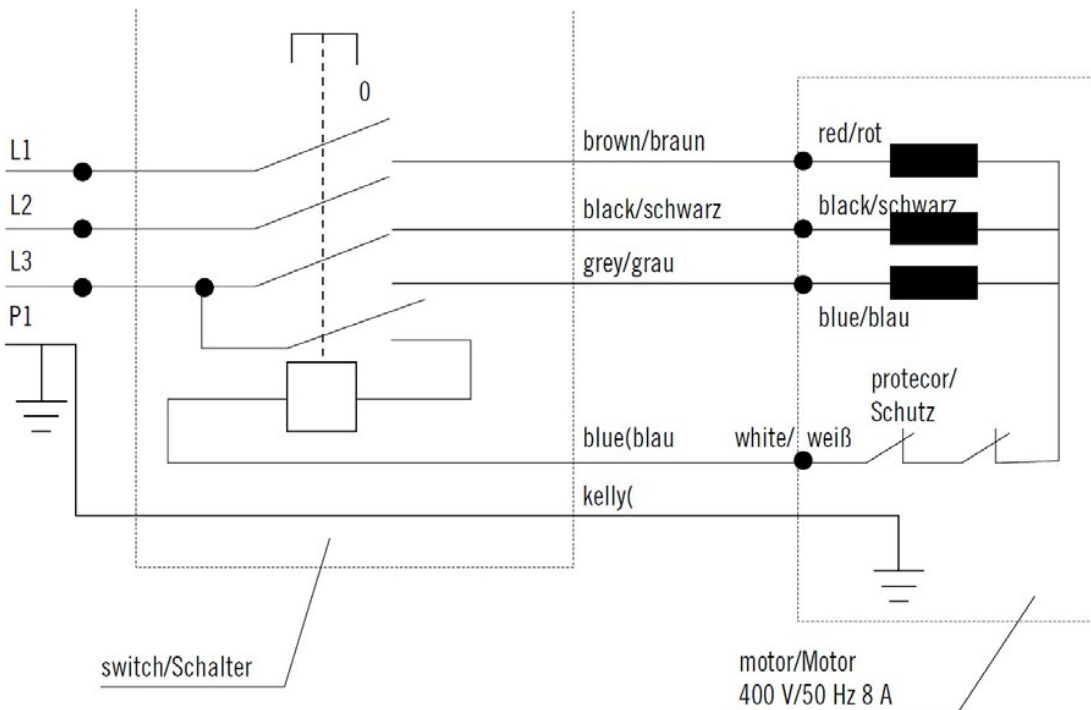 0
L1
brown/braun
red/rot
L2
black/schwarz
black/schwarz
L3
grey/grau
P1
blue/blau
protecor/
Schutz
blue(blau
white/ weiß
kelly(
switch/Schalter
motor/Motor
400 V/50 Hz 8 A